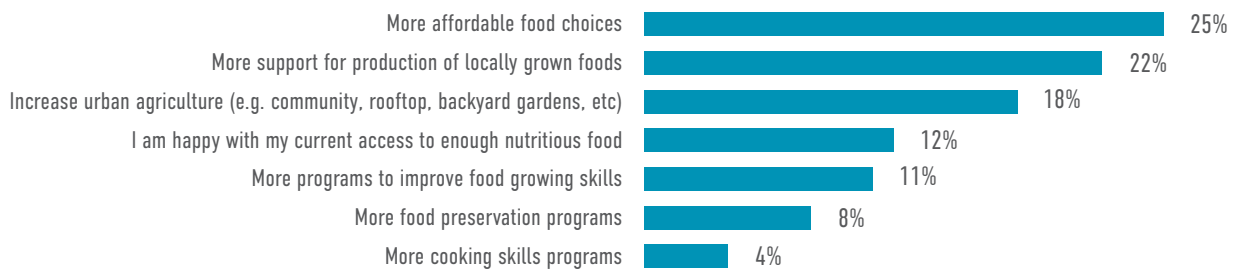 More affordable food choices 25%
More support for production of locally grown foods 22%
Increase urban agriculture (e.g. community, rooftop, backyard gardens, etc) 18%
I am happy with my current access to enough nutritious food 12%
More programs to improve food growing skills 11%
More food preservation programs 8%
More cooking skills programs 4%